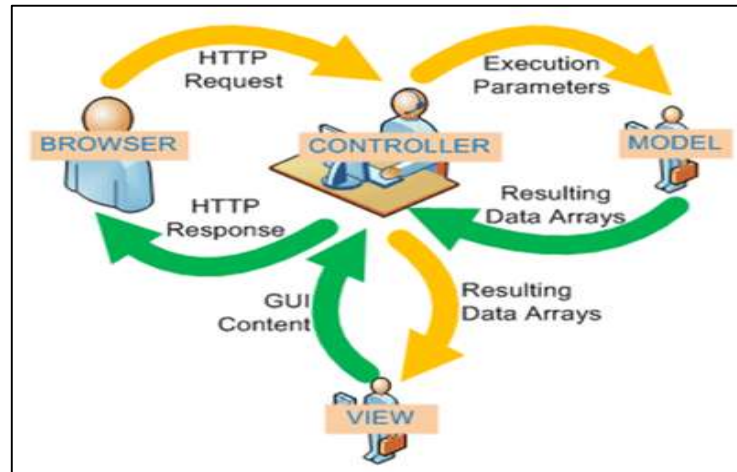 HTTP
Request
Execution
Parameters
BROWSER
CONTROLLER
MODEL
HTTP
Response
Resulting
Data Arrays
GUI
Content
Resulting
Data Arrays
VIEW